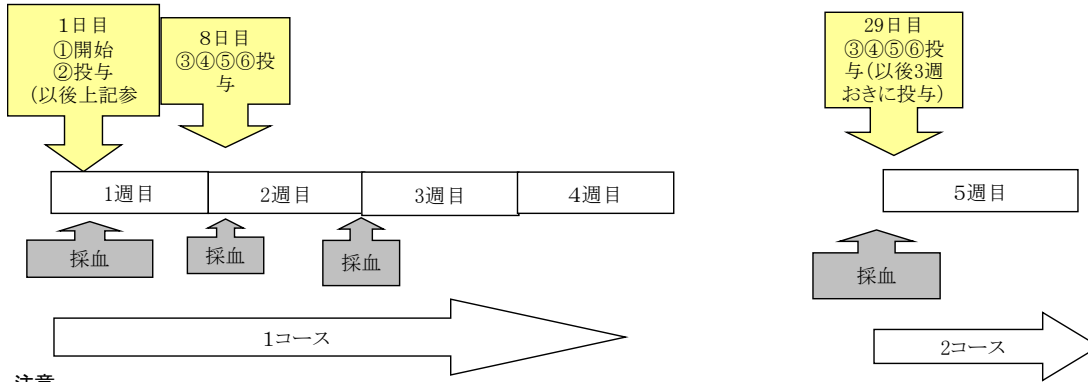 1日目
①開始
②投与
(以後上記参
8日目
③④⑤⑥投
与
29日目
③④⑤⑥投
与(以後3週
おきに投与)
1週目
2週目
3週目
4週目
5週目
採血
採血
採血
採血
1コース
2コース
注意